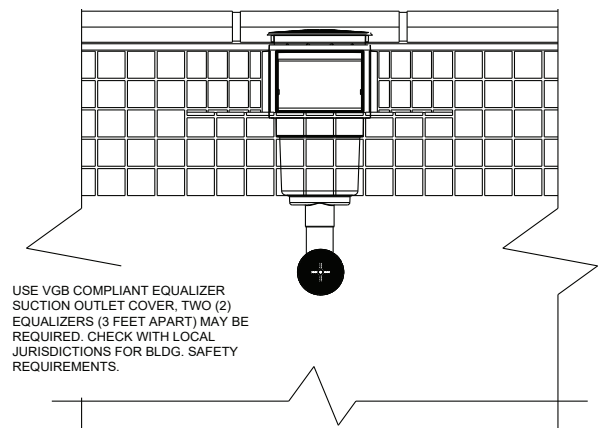 USE VGB COMPLIANT EQUALIZER
SUCTION OUTLET COVER, TWO (2)
EQUALIZERS (3 FEET APART) MAY BE
REQUIRED. CHECK WITH LOCAL
JURISDICTIONS FOR BLDG. SAFETY
REQUIREMENTS.